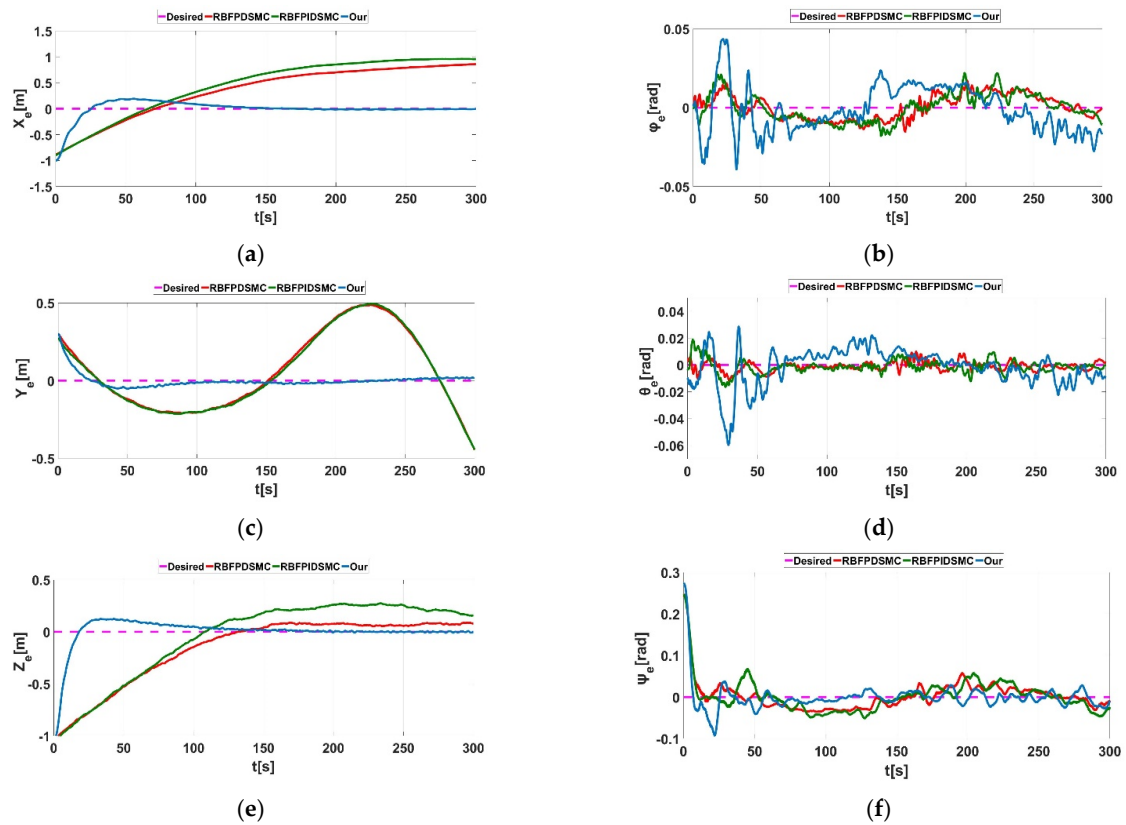 Desired RBFPDSMC RBFPIDSMC Our
1.5
1
0.5
0
-0.5
-1
-1.5
Xe[m]
0 50 100 150 200 250 300
t[s]
(a)
Desired RBFPDSMC RBFPIDSMC Our
0.05
0
-0.05
φe[rad]
0 50 100 150 200 250 300
t[s]
(b)
Desired RBFPDSMC RBFPIDSMC Our
0.5
0
-0.5
Ye[m]
0 50 100 150 200 250 300
t[s]
(c)
Desired RBFPDSMC RBFPIDSMC Our
0.04
0.02
0
-0.02
-0.04
-0.06
θe[rad]
0 50 100 150 200 250 300
t[s]
(d)
Desired RBFPDSMC RBFPIDSMC Our
0.5
0
-0.5
-1
Ze[m]
0 50 100 150 200 250 300
t[s]
(e)
Desired RBFPDSMC RBFPIDSMC Our
0.3
0.2
0.1
0
-0.1
ψe[rad]
0 50 100 150 200 250 300
t[s]
(f)